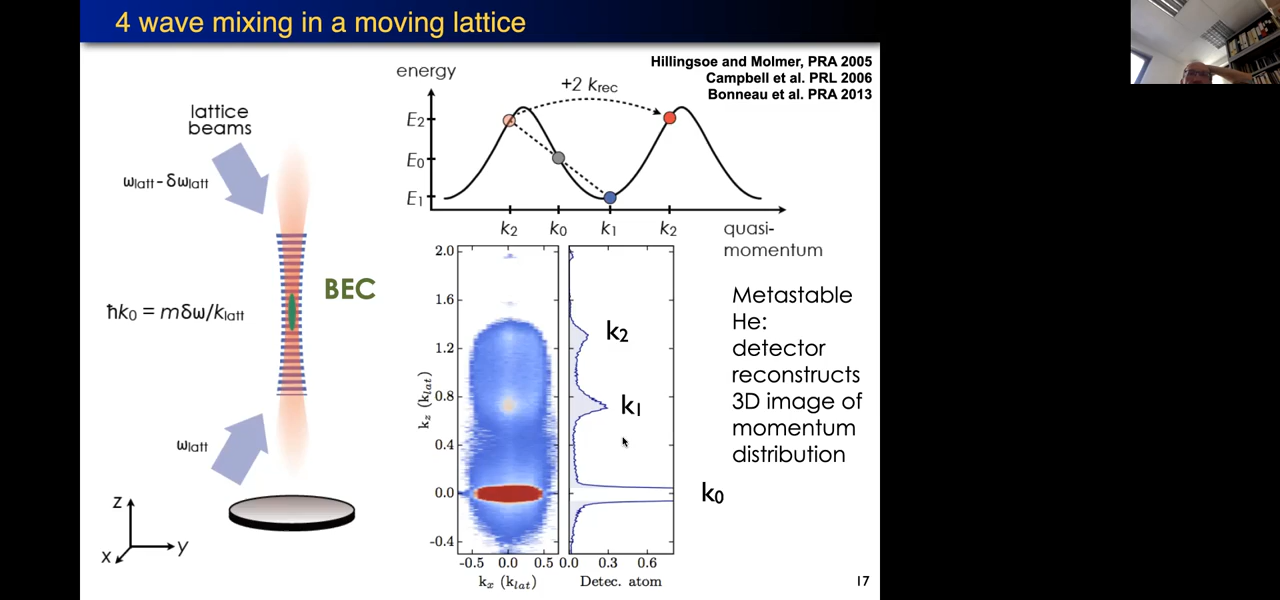 4 wave mixing in a moving lattice
Hillingsoe and Molmer, PRA 2005
Campbell et al. PRL 2006
Bonneau et al. PRA 2013
energy
+2 krec
E2
E0
E1
k2 k0 k1 k2
quasi-
momentum
lattice
beams
ωlatt - δωlatt
BEC
ħk0 = mδω/klatt
ωlatt
z
x
y
2.0
1.6
1.2
0.8
0.4
0.0
-0.4
kz (klat)
-0.5 0.0 0.5
kx (klat)
0.0 0.3 0.6
Detec. atom
k2
k1
k0
Metastable
He:
detector
reconstructs
3D image of
momentum
distribution
17